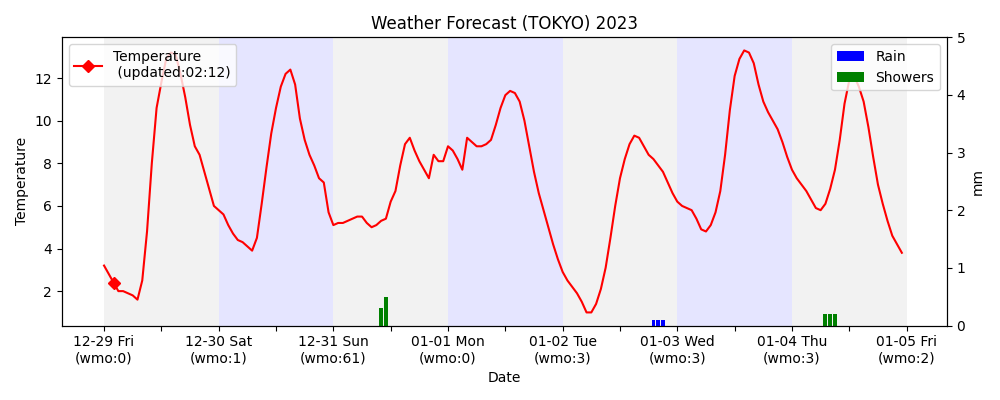 Weather Forecast (TOKYO) 2023
Temperature
(updated:02:12)
Rain
Showers
Temperature
12
10
8
6
4
2
5
4
3
2
1
0
mm
12-29 Fri
(wmo:0)
12-30 Sat
(wmo:1)
12-31 Sun
(wmo:61)
01-01 Mon
(wmo:0)
01-02 Tue
(wmo:3)
01-03 Wed
(wmo:3)
01-04 Thu
(wmo:3)
01-05 Fri
(wmo:2)
Date